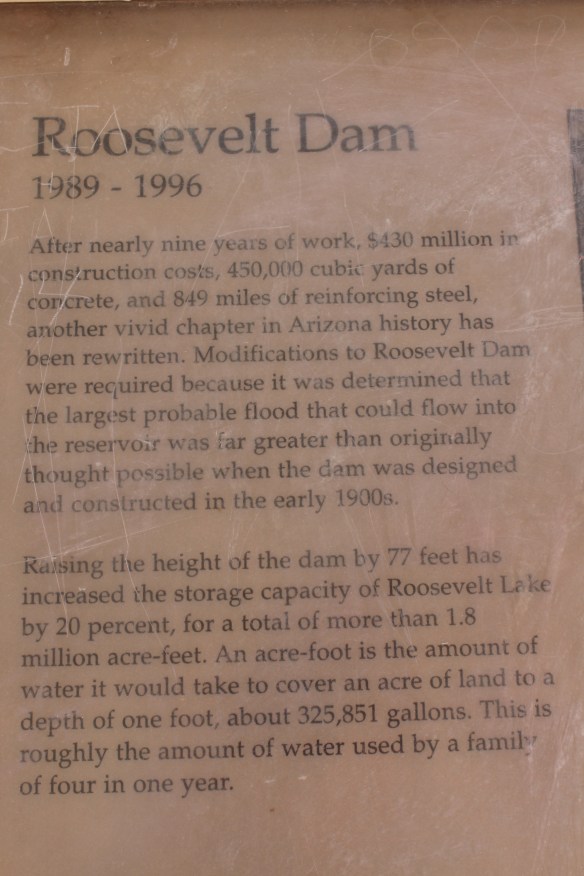 Roosevelt Dam
1989 - 1996
After nearly nine years of work, $430 million in
construction costs, 450,000 cubic yards of
concrete, and 849 miles of reinforcing steel,
another vivid chapter in Arizona history has
been rewritten. Modifications to Roosevelt Dam
were required because it was determined that
the largest probable flood that could flow into
the reservoir was far greater than originally
thought possible when the dam was designed
and constructed in the early 1900s.
Raising the height of the dam by 77 feet has
increased the storage capacity of Roosevelt Lake
by 20 percent, for a total of more than 1.8
million acre-feet. An acre-foot is the amount of
water it would take to cover an acre of land to a
depth of one foot, about 325,851 gallons. This is
roughly the amount of water used by a family
of four in one year.